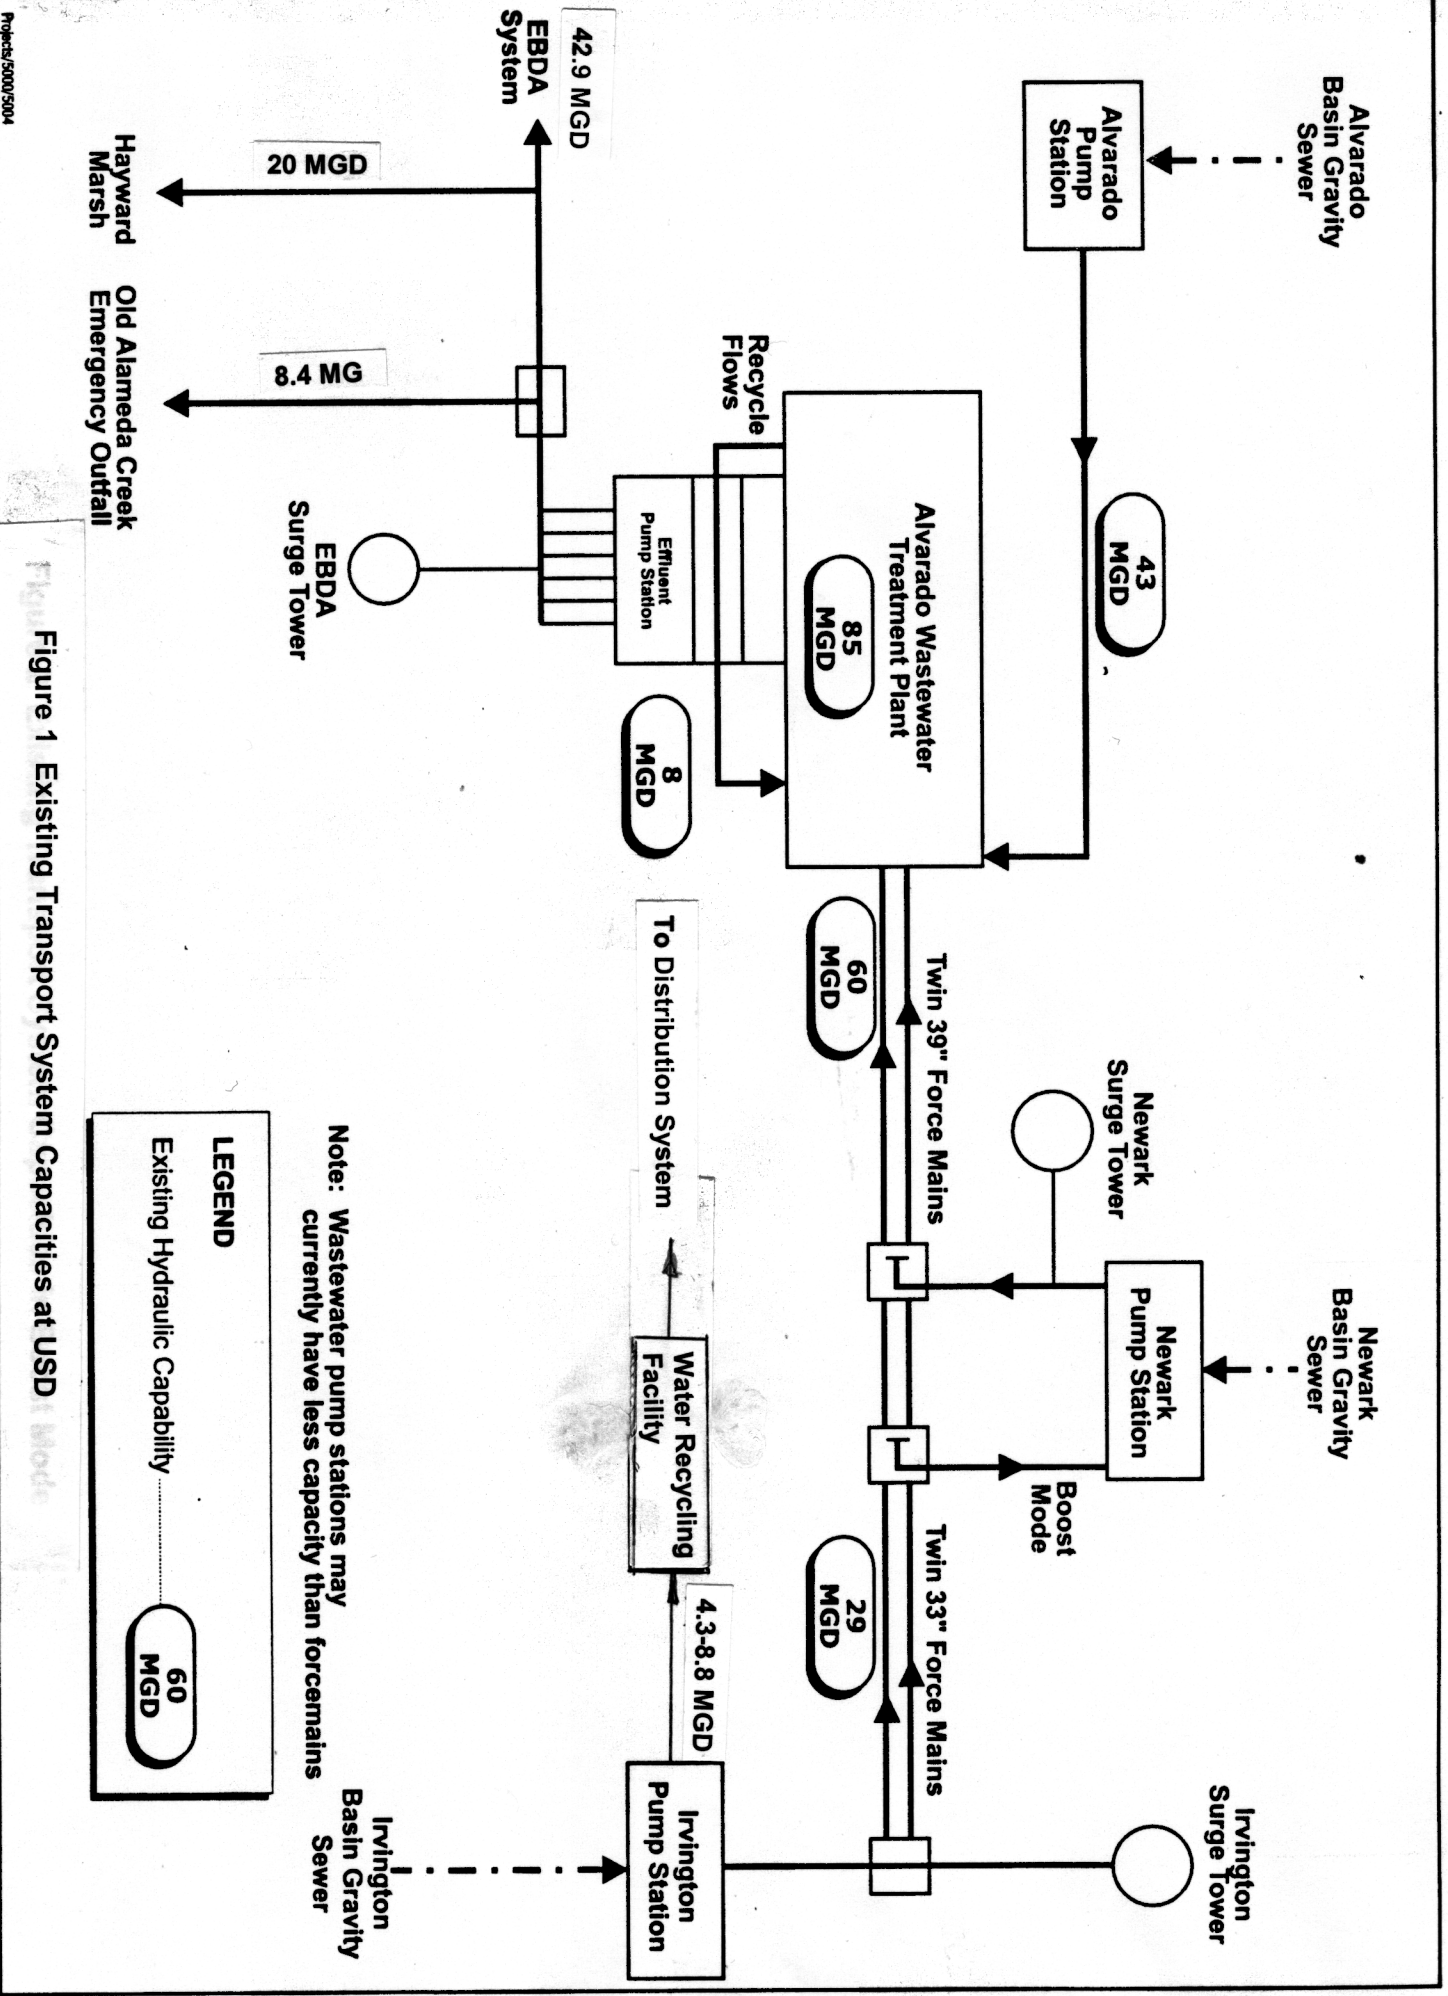 Alvarado
Basin Gravity
Sewer
Alvarado
Pump
Station
43
MGD
Newark
Basin Gravity
Sewer
Newark
Pump Station
Newark
Surge Tower
Boost
Mode
Irvington
Surge Tower
Alvarado Wastewater
Treatment Plant
85
MGD
Twin 39" Force Mains
60
MGD
Twin 33" Force Mains
29
MGD
Recycle
Flows
Effluent
Pump Station
8
MGD
To Distribution System
Water Recycling
Facility
4.3-8.8 MGD
Irvington
Pump Station
42.9 MGD
EBDA
System
20 MGD
8.4 MG
EBDA
Surge Tower
Hayward
Marsh
Old Alameda Creek
Emergency Outfall
Note: Wastewater pump stations may
currently have less capacity than forcemains
Irvington
Basin Gravity
Sewer
LEGEND
Existing Hydraulic Capability
60
MGD
Figure 1 Existing Transport System Capacities at USD
Projects/5000/5004